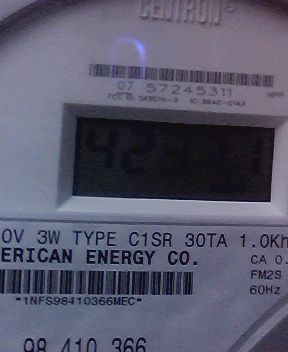 CENTRON
07 57245311
42
0V 3W TYPE C1SR 30TA 1.0Kh
ERICAN ENERGY CO.
CA 0.
FM2S
60Hz
*1NFS98410366MEC*
98 410 366